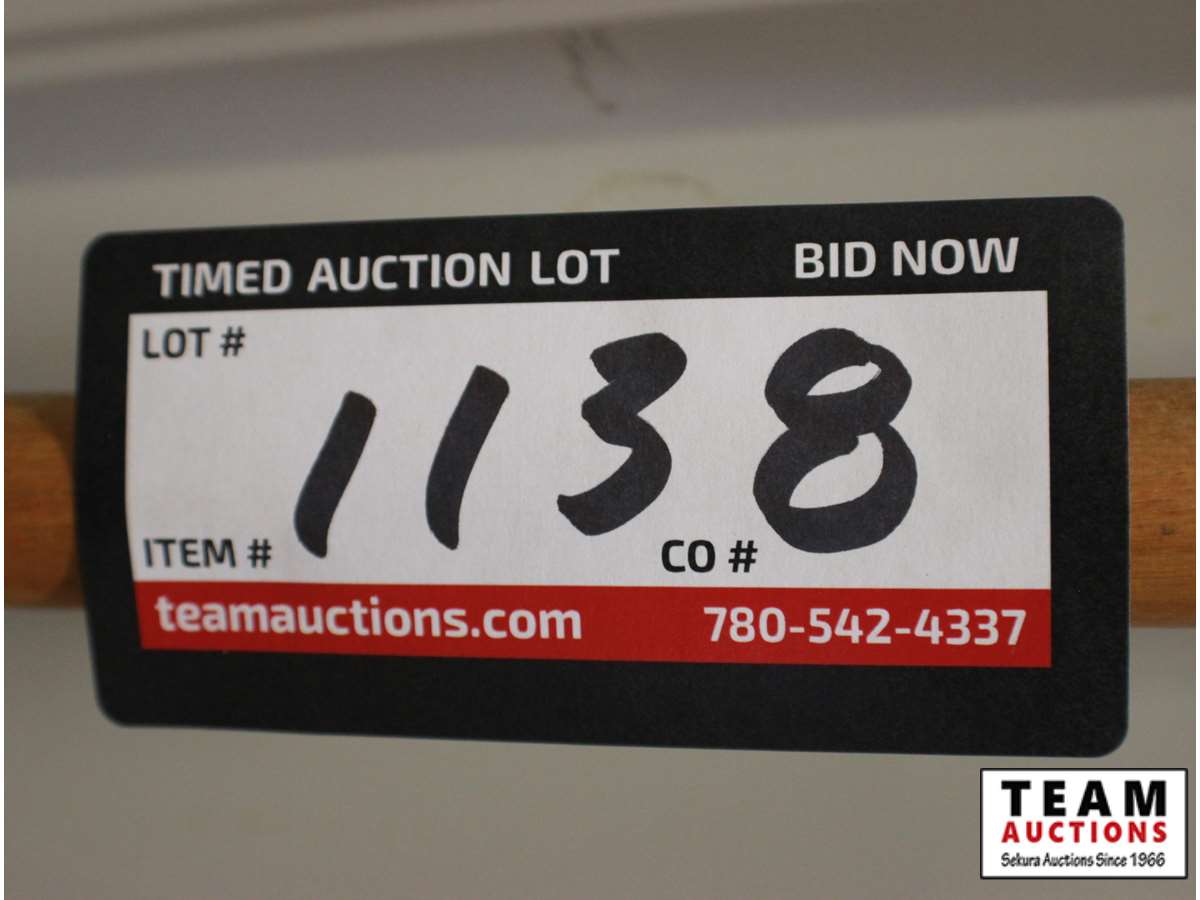 TIMED AUCTION LOT BID NOW
LOT #
1138
ITEM # CO #
teamauctions.com 780-542-4337
TEAM
AUCTIONS
Sekura Auctions Since 1966